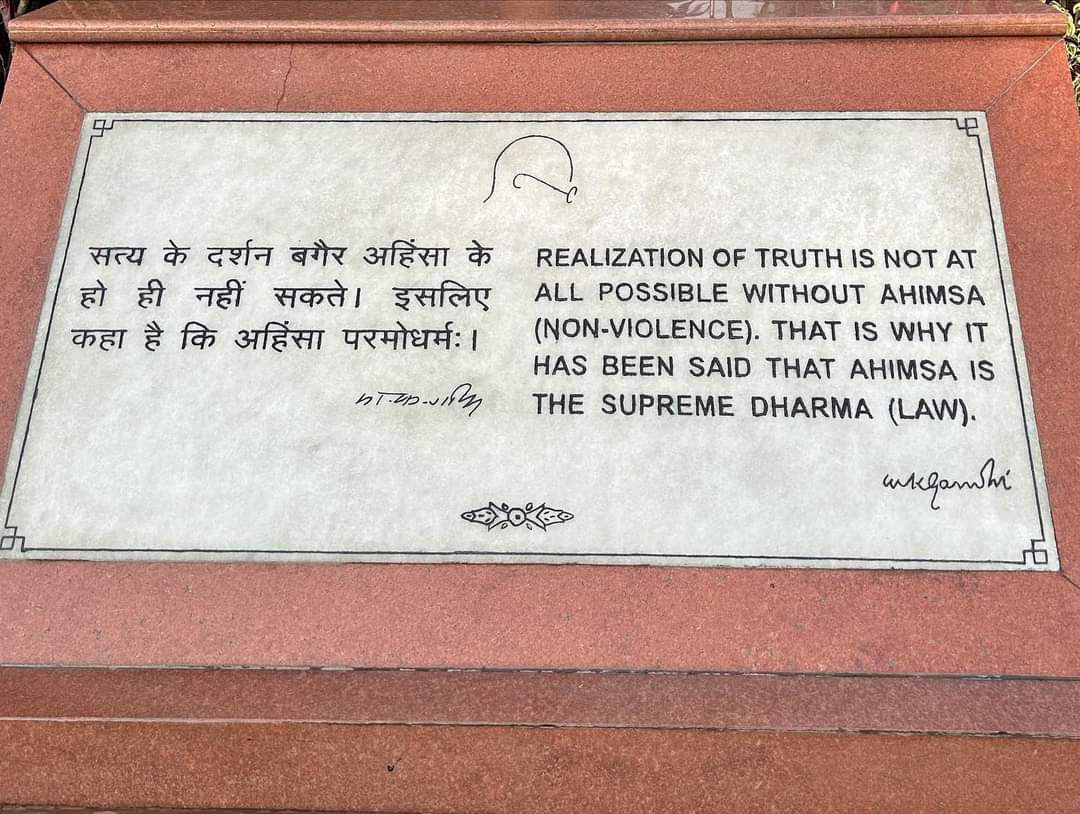 सत्य के दर्शन बगैर अहिंसा के
हो ही नहीं सकते। इसलिए
कहा है कि अहिंसा परमोधर्मः।
REALIZATION OF TRUTH IS NOT AT
ALL POSSIBLE WITHOUT AHIMSA
(NON-VIOLENCE). THAT IS WHY IT
HAS BEEN SAID THAT AHIMSA IS
THE SUPREME DHARMA (LAW).
mkgandhi